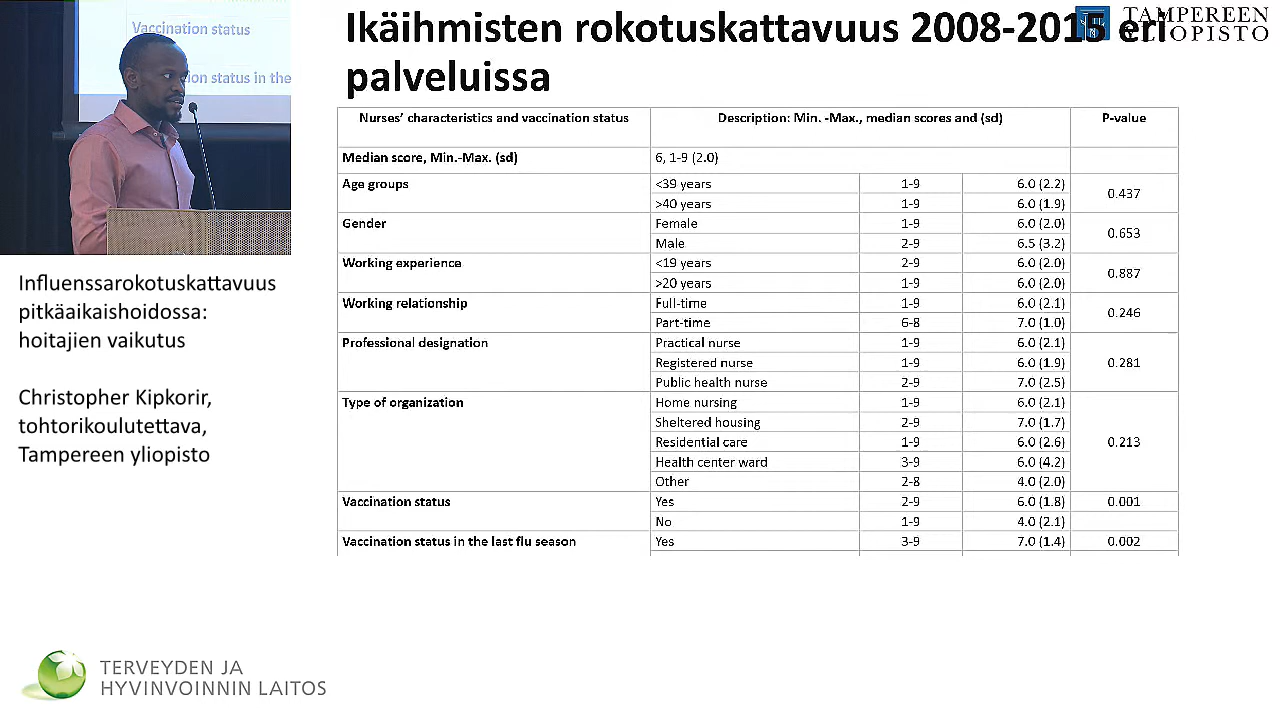 Vaccination status
ion status in the
Ikäihmisten rokotuskattavuus 2008-2015 eri
palveluissa
TAMPEREEN
YLIOPISTO
Nurses' characteristics and vaccination status Description: Min. -Max., median scores and (sd) P-value
Median score, Min.-Max. (sd) 6, 1-9 (2.0)
Age groups <39 years 1-9 6.0 (2.2) 0.437
>40 years 1-9 6.0 (1.9)
Gender Female 1-9 6.0 (2.0) 0.653
Male 2-9 6.5 (3.2)
Working experience <19 years 2-9 6.0 (2.0) 0.887
>20 years 1-9 6.0 (2.0)
Working relationship Full-time 1-9 6.0 (2.1) 0.246
Part-time 6-8 7.0 (1.0)
Professional designation Practical nurse 1-9 6.0 (2.1)
Registered nurse 1-9 6.0 (1.9) 0.281
Public health nurse 2-9 7.0 (2.5)
Type of organization Home nursing 1-9 6.0 (2.1)
Sheltered housing 2-9 7.0 (1.7)
Residential care 1-9 6.0 (2.6) 0.213
Health center ward 3-9 6.0 (4.2)
Other 2-8 4.0 (2.0)
Vaccination status Yes 2-9 6.0 (1.8) 0.001
No 1-9 4.0 (2.1)
Vaccination status in the last flu season Yes 3-9 7.0 (1.4) 0.002
Influenssarokotuskattavuus
pitkäaikaishoidossa:
hoitajien vaikutus
Christopher Kipkorir,
tohtorikoulutettava,
Tampereen yliopisto
TERVEYDEN JA
HYVINVOINNIN LAITOS